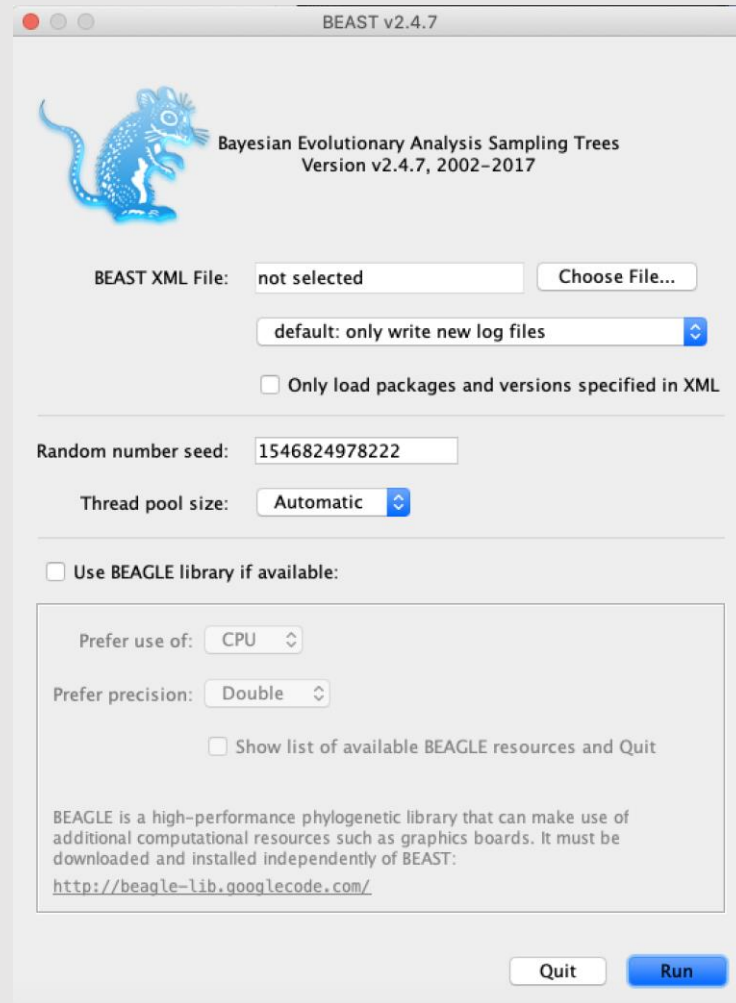 BEAST v2.4.7
Bayesian Evolutionary Analysis Sampling Trees
Version v2.4.7, 2002–2017
BEAST XML File: not selected Choose File...
default: only write new log files
Only load packages and versions specified in XML
Random number seed: 1546824978222
Thread pool size: Automatic
Use BEAGLE library if available:
Prefer use of: CPU
Prefer precision: Double
Show list of available BEAGLE resources and Quit
BEAGLE is a high-performance phylogenetic library that can make use of
additional computational resources such as graphics boards. It must be
downloaded and installed independently of BEAST:
http://beagle-lib.googlecode.com/
Quit Run